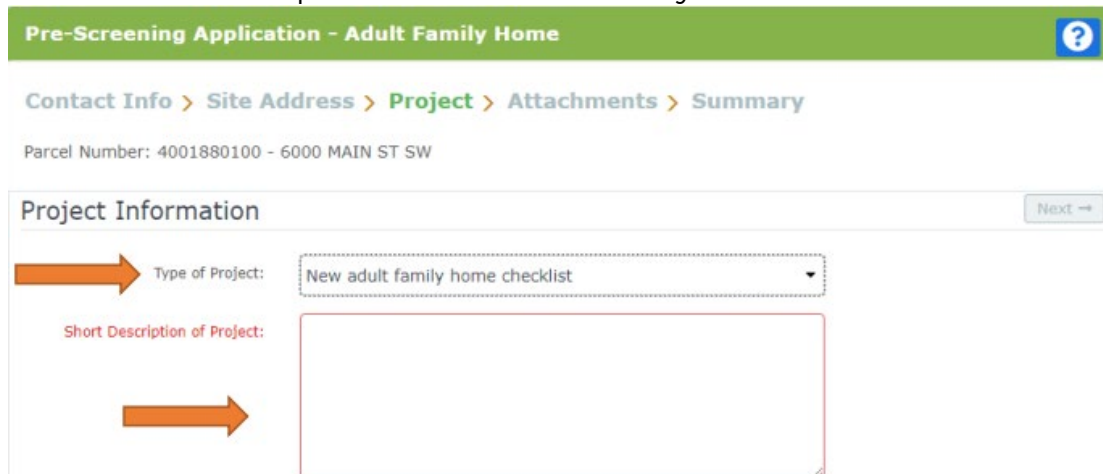 Pre-Screening Application - Adult Family Home
?
Contact Info > Site Address > Project > Attachments > Summary
Parcel Number: 4001880100 - 6000 MAIN ST SW
Project Information
Next →
Type of Project: New adult family home checklist
Short Description of Project: